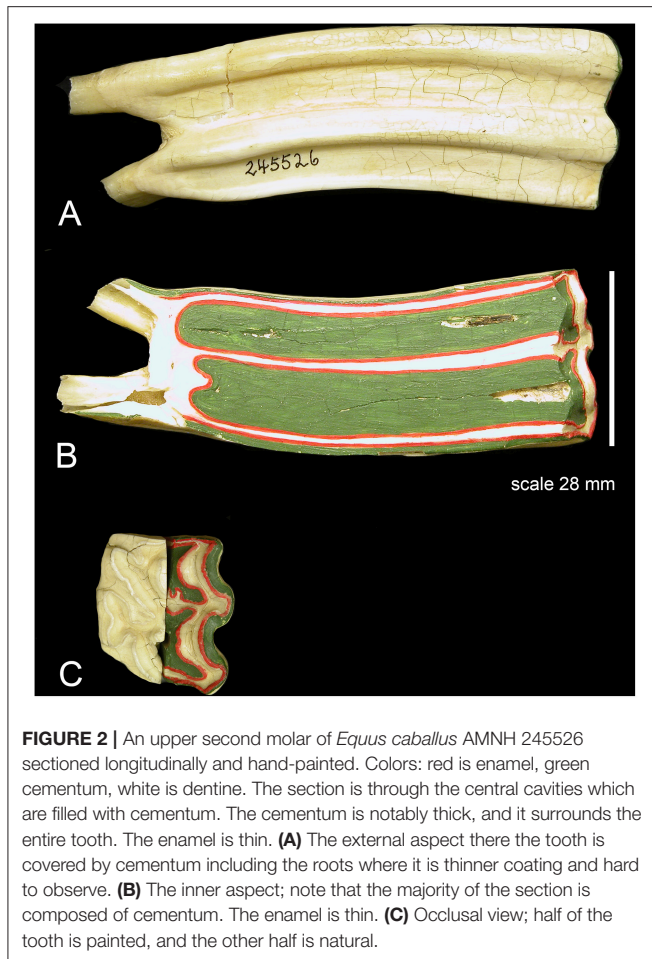 245526
A
B
scale 28 mm
C
FIGURE 2 | An upper second molar of Equus caballus AMNH 245526
sectioned longitudinally and hand-painted. Colors: red is enamel, green
cementum, white is dentine. The section is through the central cavities which
are filled with cementum. The cementum is notably thick, and it surrounds the
entire tooth. The enamel is thin. (A) The external aspect there the tooth is
covered by cementum including the roots where it is thinner coating and hard
to observe. (B) The inner aspect; note that the majority of the section is
composed of cementum. The enamel is thin. (C) Occlusal view; half of the
tooth is painted, and the other half is natural.